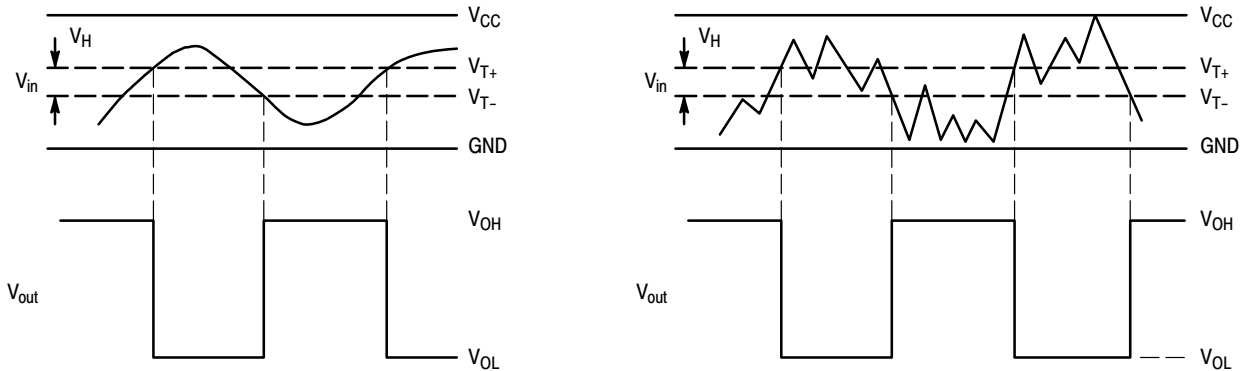 V_CC
V_H
V_in
V_T+
V_T−
GND
V_OH
V_out
V_OL
V_CC
V_H
V_in
V_T+
V_T−
GND
V_OH
V_out
V_OL